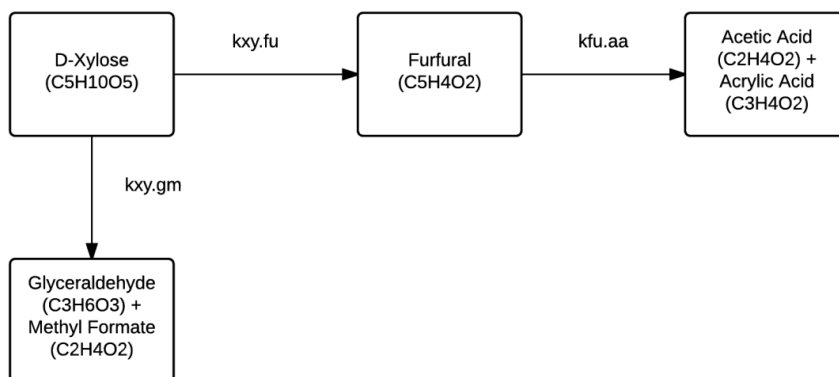 D-Xylose
(C5H10O5)
kxy.fu
Furfural
(C5H4O2)
kfu.aa
Acetic Acid
(C2H4O2) +
Acrylic Acid
(C3H4O2)
kxy.gm
Glyceraldehyde
(C3H6O3) +
Methyl Formate
(C2H4O2)